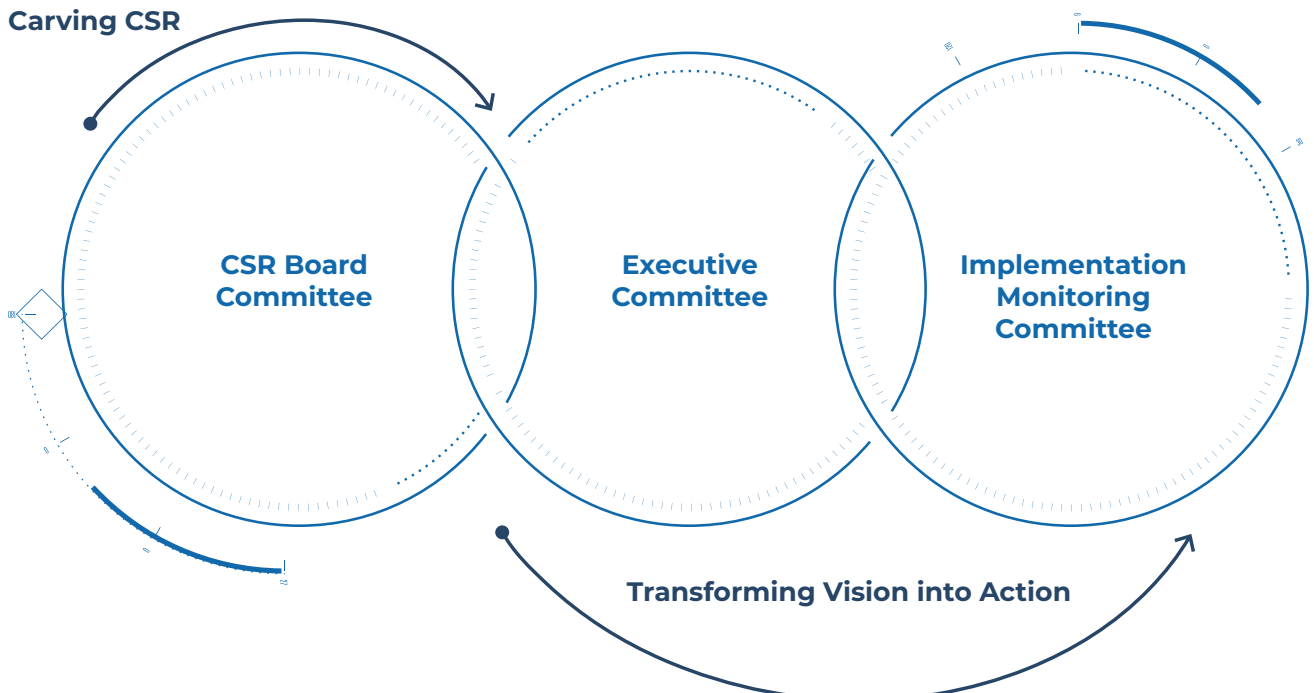 Carving CSR
CSR Board
Committee
Executive
Committee
Implementation
Monitoring
Committee
Transforming Vision into Action